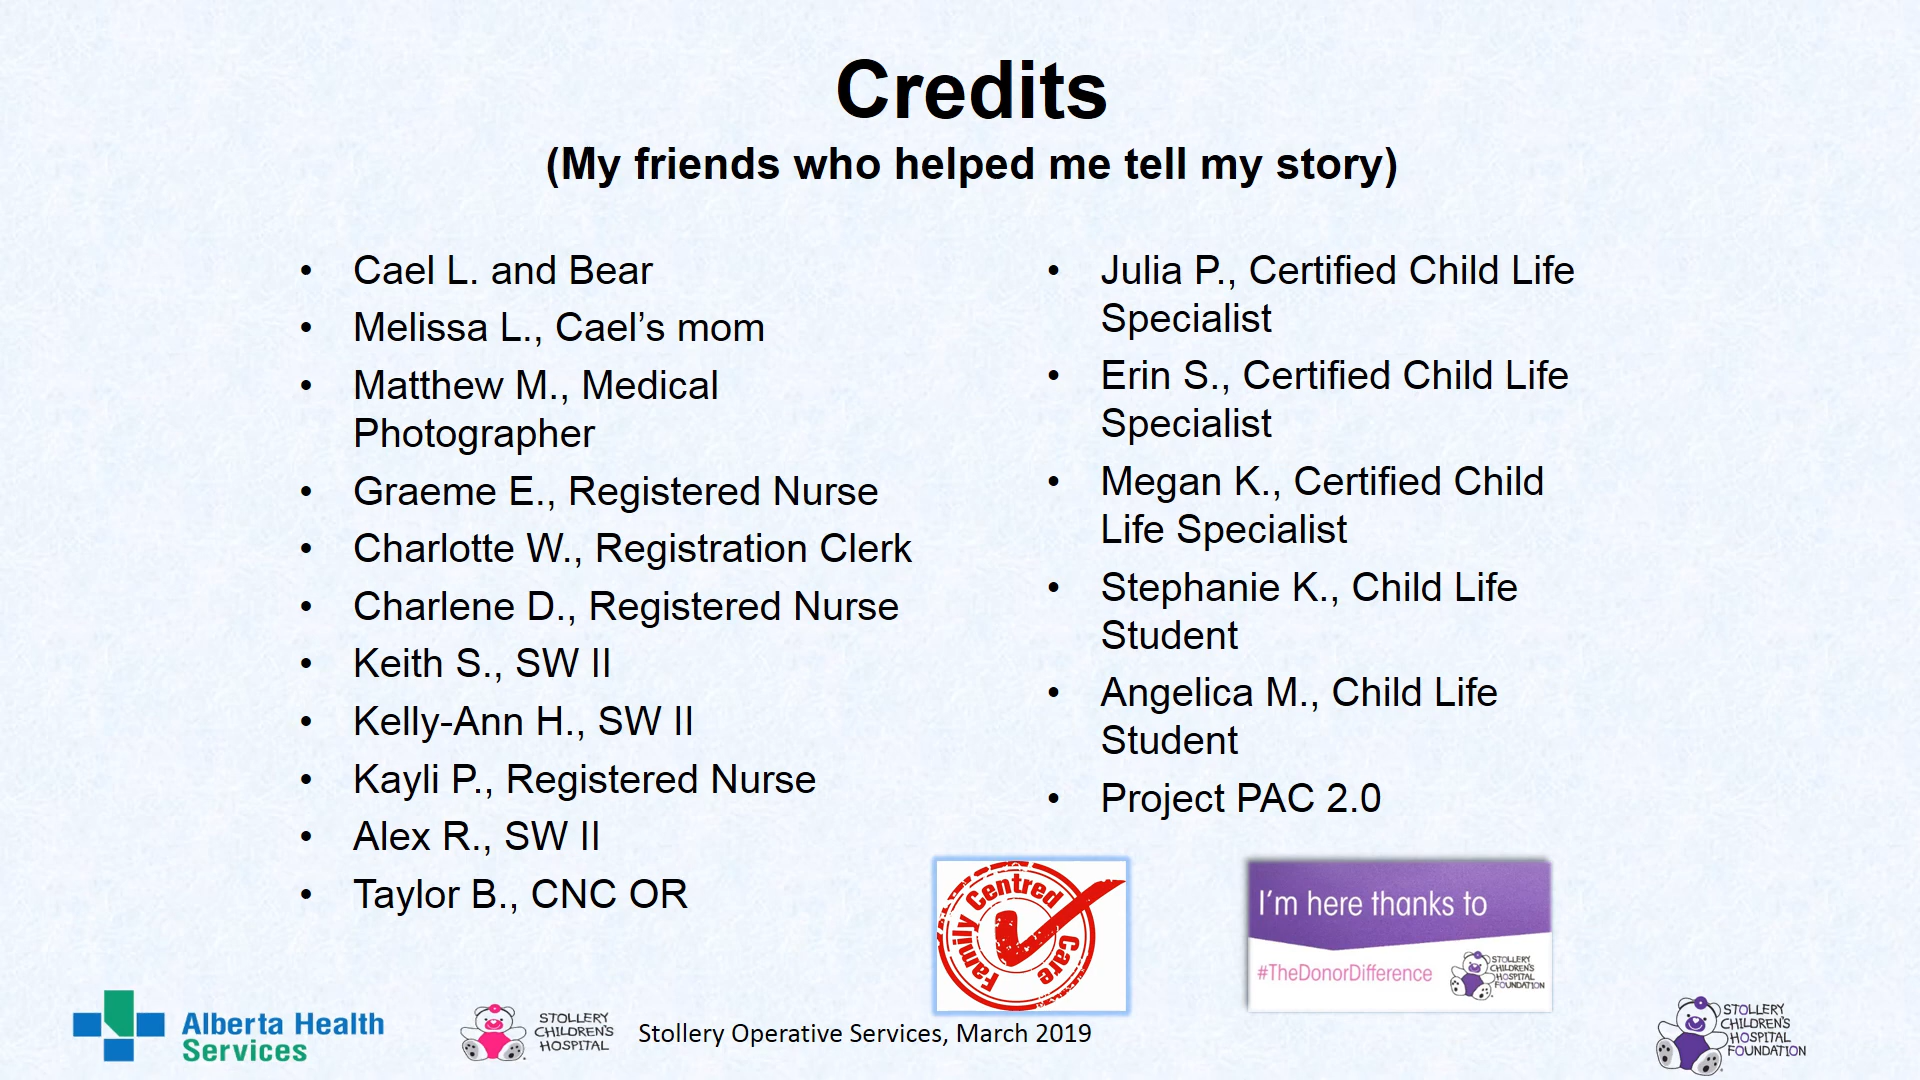 Credits
(My friends who helped me tell my story)
• Cael L. and Bear
• Melissa L., Cael’s mom
• Matthew M., Medical
Photographer
• Graeme E., Registered Nurse
• Charlotte W., Registration Clerk
• Charlene D., Registered Nurse
• Keith S., SW II
• Kelly-Ann H., SW II
• Kayli P., Registered Nurse
• Alex R., SW II
• Taylor B., CNC OR
• Julia P., Certified Child Life
Specialist
• Erin S., Certified Child Life
Specialist
• Megan K., Certified Child
Life Specialist
• Stephanie K., Child Life
Student
• Angelica M., Child Life
Student
• Project PAC 2.0
Family Centred
Care
I’m here thanks to
#TheDonorDifference
STOLLERY
CHILDREN'S
HOSPITAL
FOUNDATION
Alberta Health
Services
STOLLERY
CHILDREN'S
HOSPITAL
Stollery Operative Services, March 2019
STOLLERY
CHILDREN'S
HOSPITAL
FOUNDATION